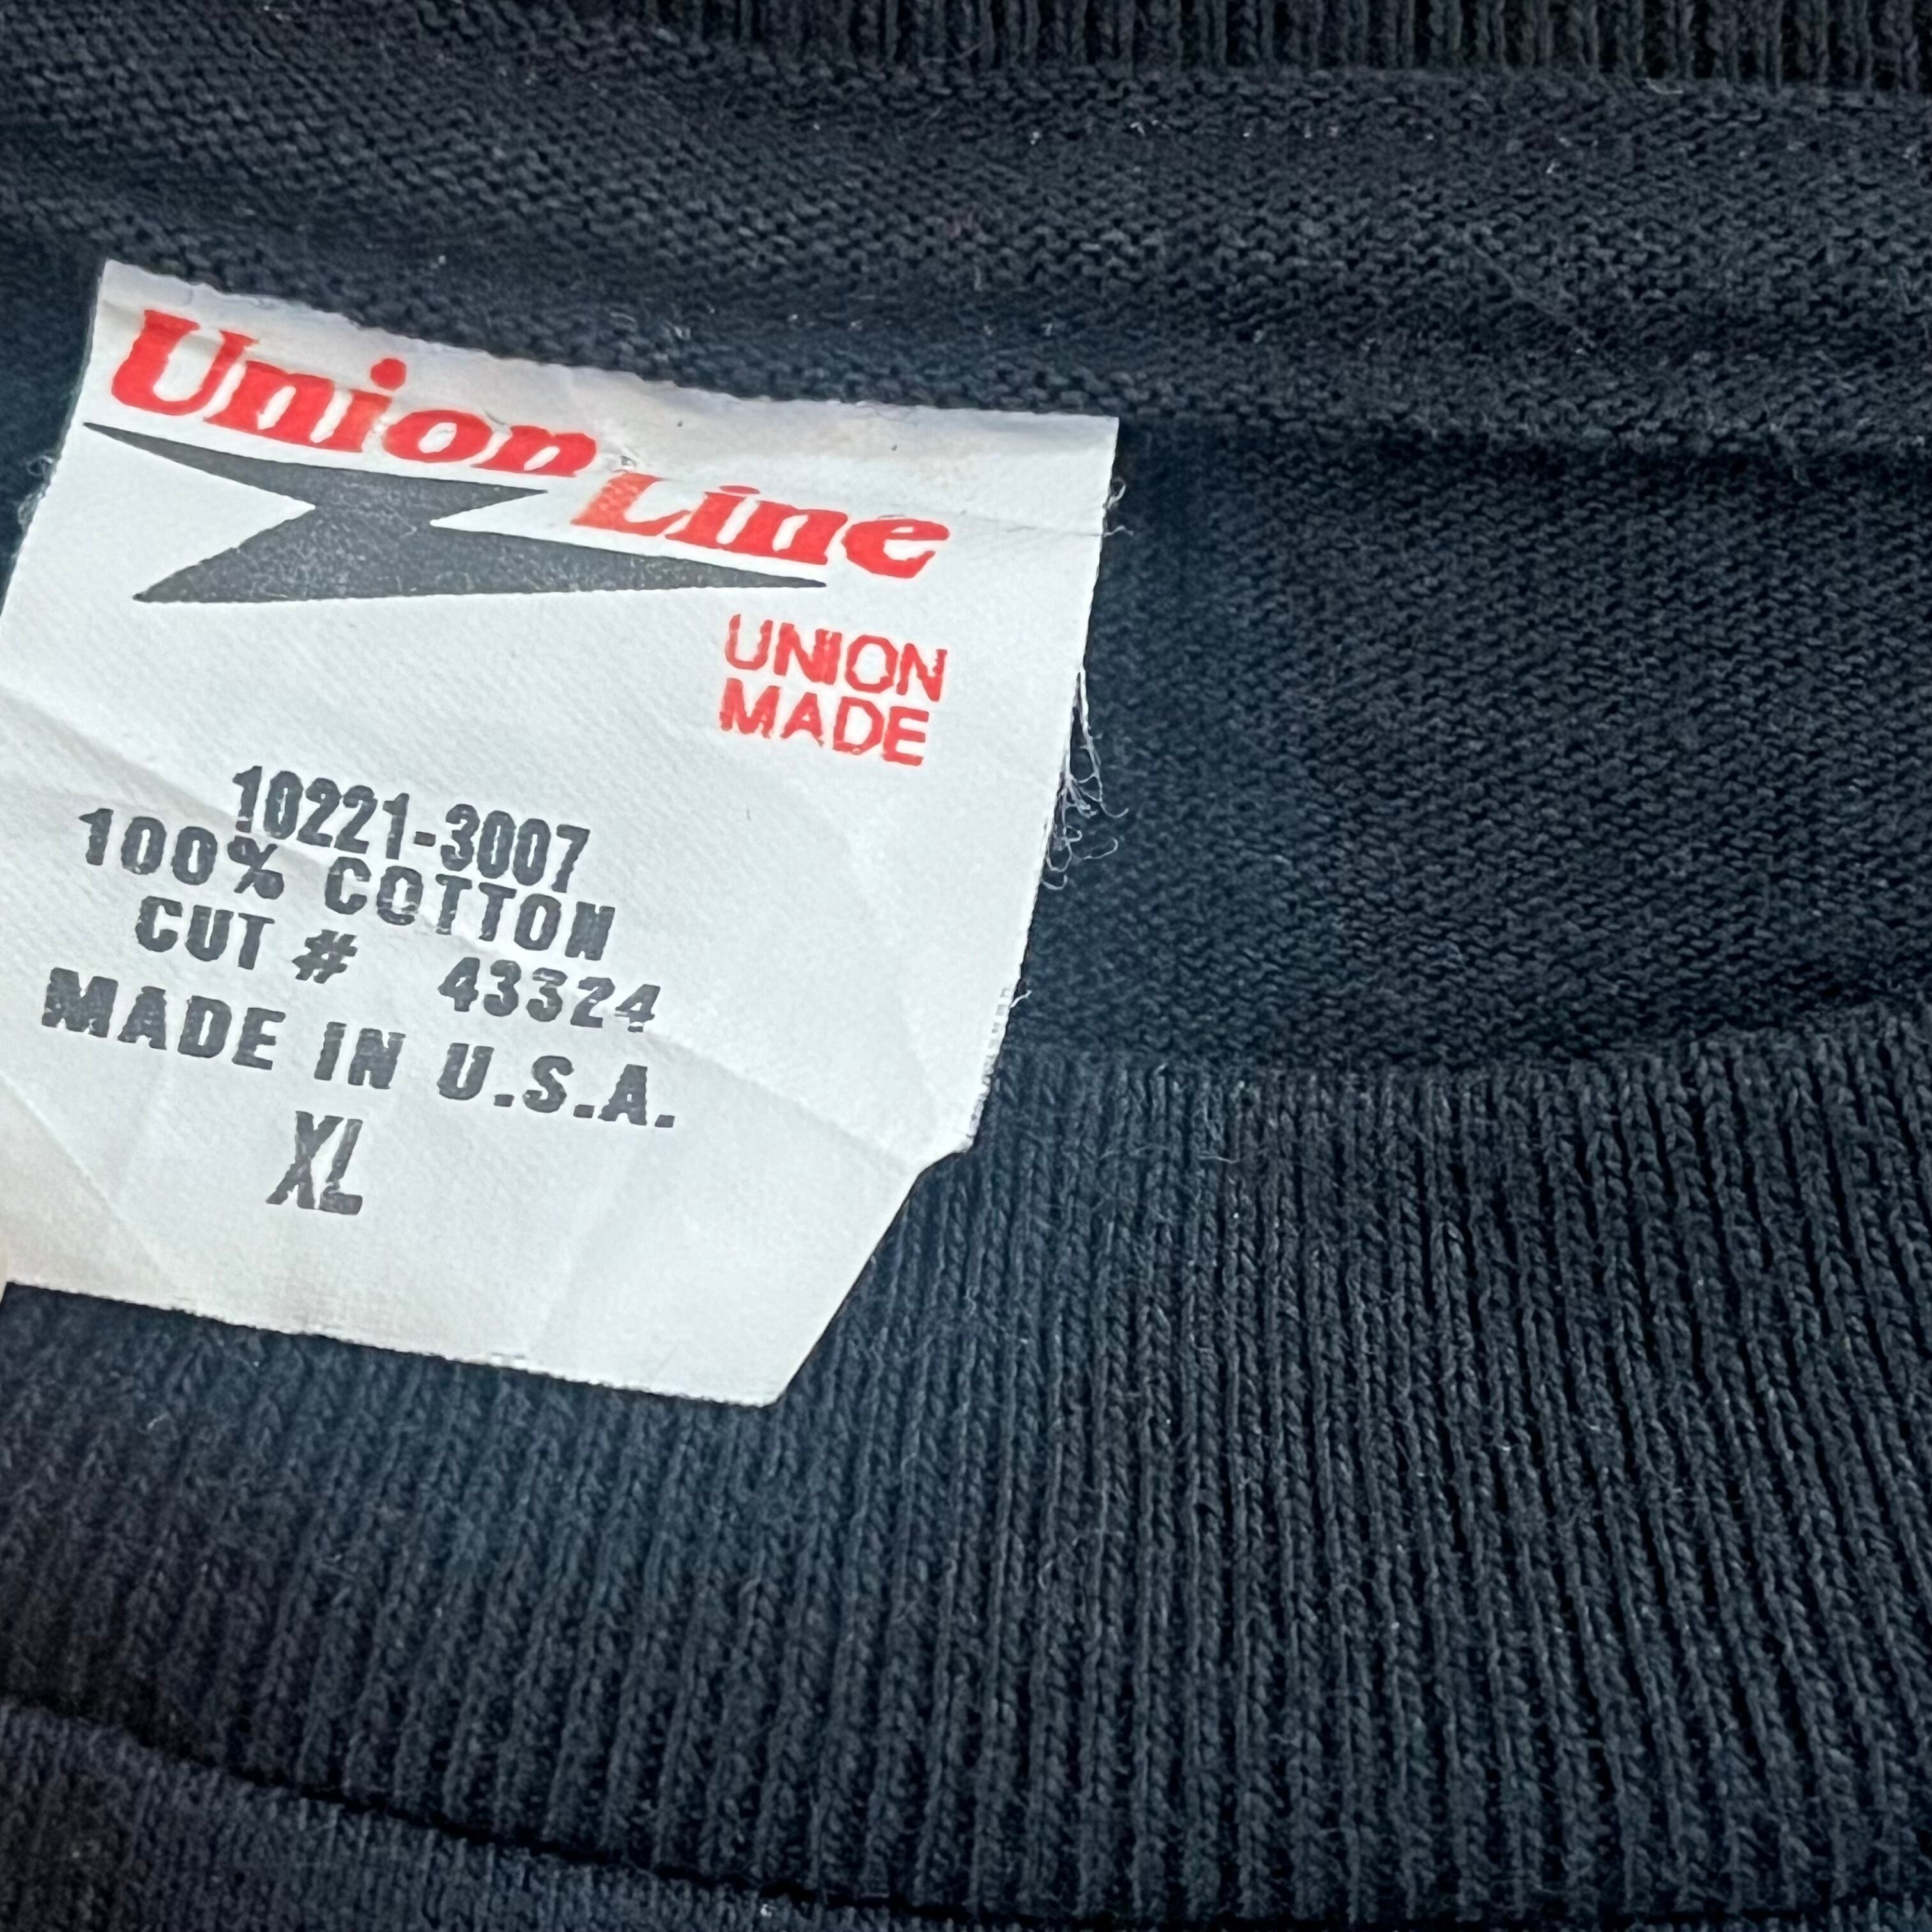 Union
Line
UNION
MADE
10221-3007
100% COTTON
CUT # 43324
MADE IN U.S.A.
XL